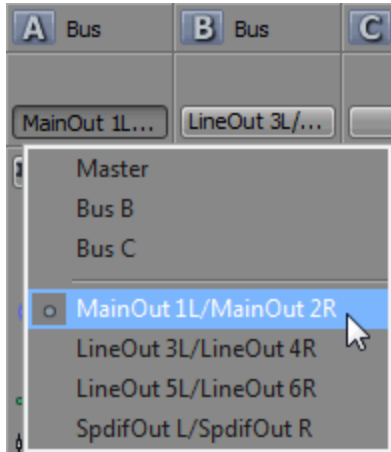 A Bus B Bus C
MainOut 1L... LineOut 3L/...
Master
Bus B
Bus C
MainOut 1L/MainOut 2R
LineOut 3L/LineOut 4R
LineOut 5L/LineOut 6R
SpdifOut L/SpdifOut R